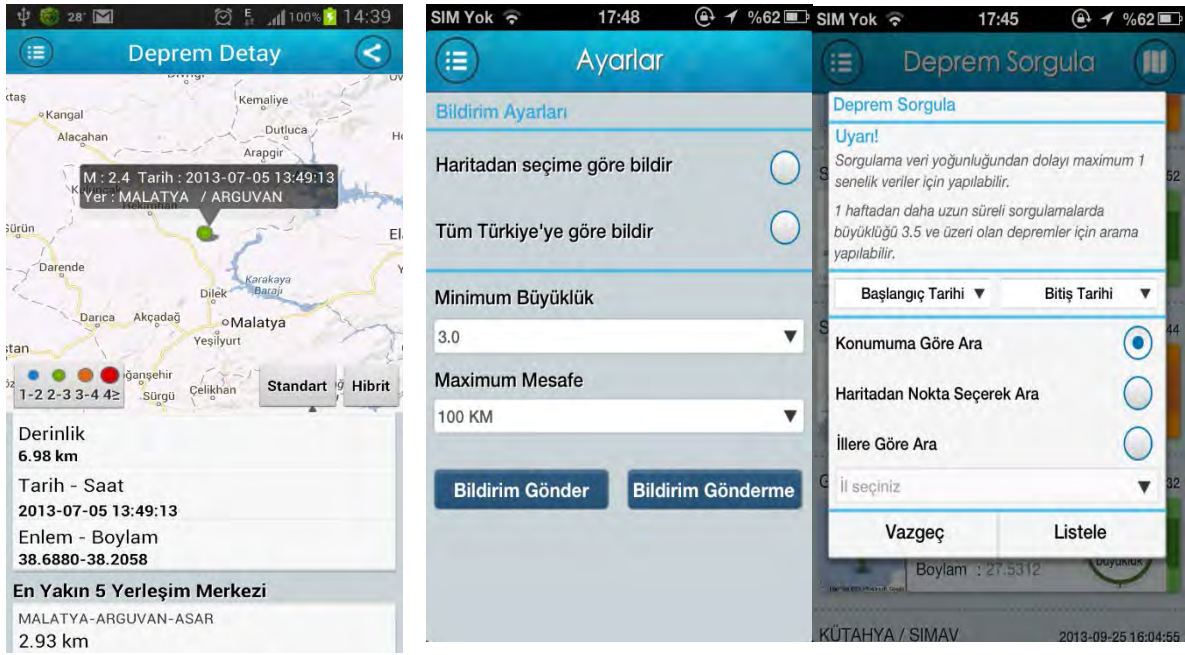 28° 100% 14:39
Deprem Detay
Kemaliye
Kangal
Alacahan
Dutluca
Arapgir
M : 2.4 Tarih : 2013-07-05 13:49:13
Yer : MALATYA / ARGUVAN
Darende
Karakaya
Barajı
Dilek
Darıca Akçadağ
Malatya
Yeşilyurt
1-2 2-3 3-4 4≥
Sürgü
Çelikhan
Standart Hibrit
Derinlik
6.98 km
Tarih - Saat
2013-07-05 13:49:13
Enlem - Boylam
38.6880-38.2058
En Yakın 5 Yerleşim Merkezi
MALATYA-ARGUVAN-ASAR
2.93 km
SIM Yok 17:48 %62
Ayarlar
Bildirim Ayarları
Haritadan seçime göre bildir
Tüm Türkiye'ye göre bildir
Minimum Büyüklük
3.0
Maximum Mesafe
100 KM
Bildirim Gönder Bildirim Gönderme
SIM Yok 17:45 %62
Deprem Sorgula
Deprem Sorgula
Uyarı!
Sorgulama veri yoğunluğundan dolayı maximum 1
senelik veriler için yapılabilir.
1 haftadan daha uzun süreli sorgulamalarda
büyüklüğü 3.5 ve üzeri olan depremler için arama
yapılabilir.
Başlangıç Tarihi ▼ Bitiş Tarihi ▼
Konumuma Göre Ara
Haritadan Nokta Seçerek Ara
İllere Göre Ara
İl seçiniz
Vazgeç Listele
Boylam : 27.5312
büyüklük
KÜTAHYA / SIMAV 2013-09-25 16:04:55